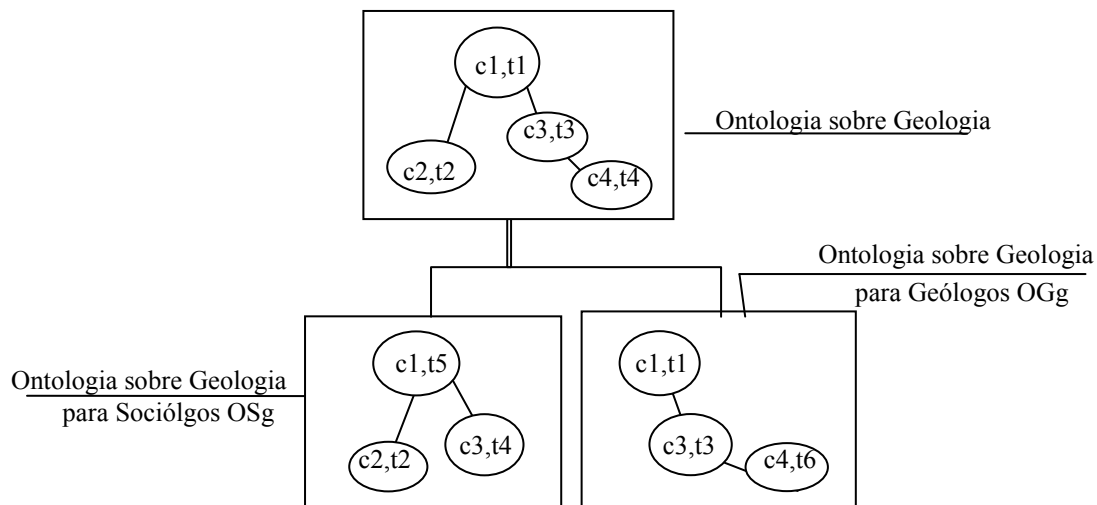 c1,t1
Ontologia sobre Geologia
c3,t3
c2,t2
c4,t4
Ontologia sobre Geologia
para Geólogos OGg
Ontologia sobre Geologia
para Sociólgos OSg
c1,t5
c2,t2
c3,t4
c1,t1
c3,t3
c4,t6